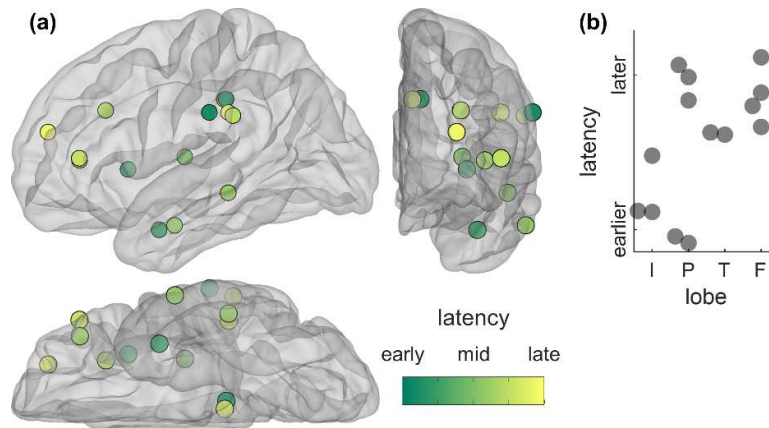 (a)
(b)
later
latency
earlier
I P T F
lobe
latency
early mid late